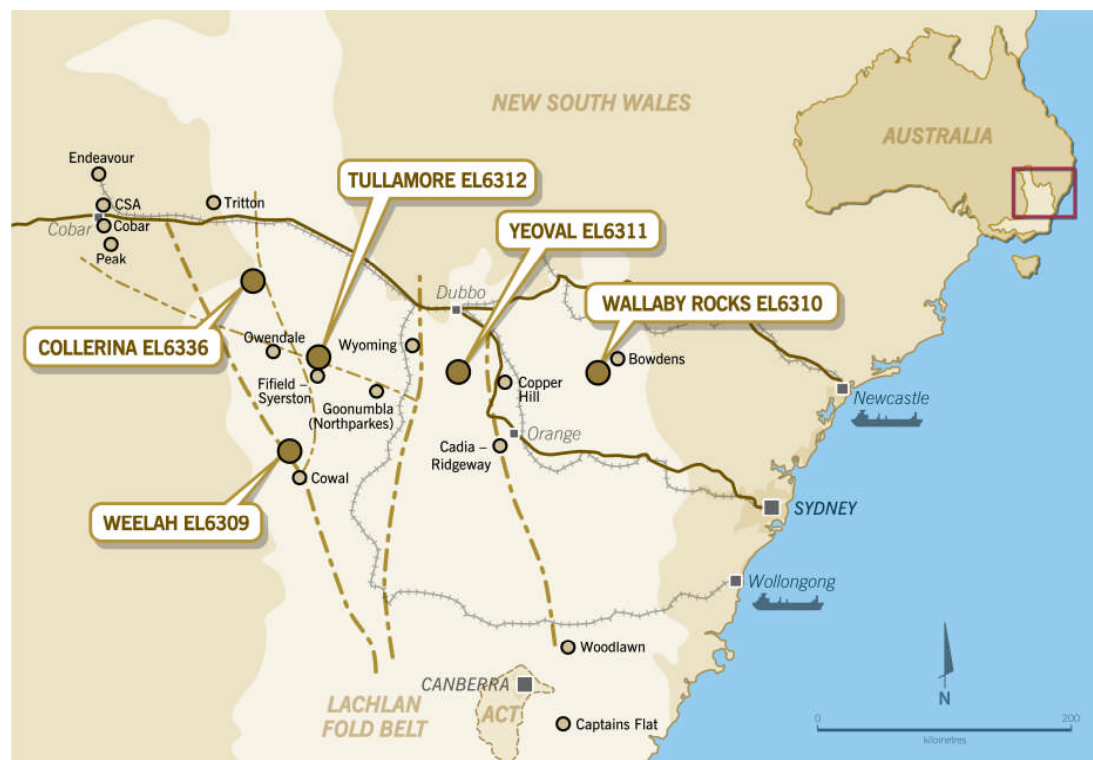 NEW SOUTH WALES
AUSTRALIA
Endeavour
TULLAMORE EL6312
CSA
Tritton
Cobar
Cobar
YEOVAL EL6311
Peak
Dubbo
WALLABY ROCKS EL6310
COLLERINA EL6336
Owendale
Wyoming
Bowdens
Fifield –
Syerston
Goonumbla
(Northparkes)
Copper
Hill
Newcastle
Orange
Cadia –
Ridgeway
Cowal
WEELAH EL6309
SYDNEY
Wollongong
Woodlawn
CANBERRA
LACHLAN
FOLD BELT
ACT
Captains Flat
N
0
200
kilometres